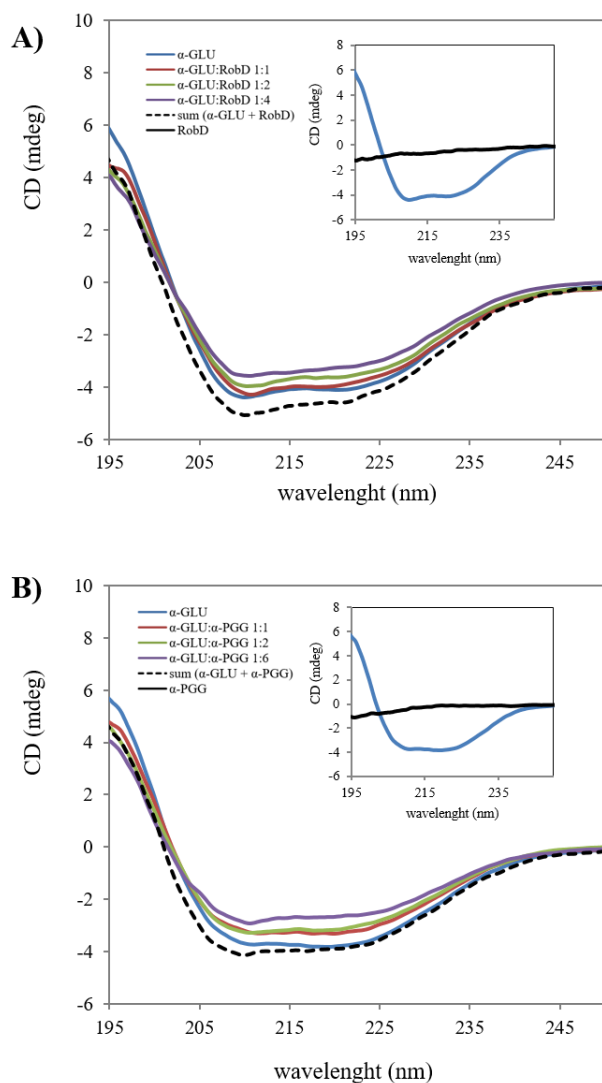 A)
10
8
6
4
2
0
-2
-4
-6
CD (mdeg)
α-GLU
α-GLU:RobD 1:1
α-GLU:RobD 1:2
α-GLU:RobD 1:4
sum (α-GLU + RobD)
RobD
8
6
4
2
0
-2
-4
-6
CD (mdeg)
195 215 235
wavelenght (nm)
195 205 215 225 235 245
wavelenght (nm)
B)
10
8
6
4
2
0
-2
-4
-6
CD (mdeg)
α-GLU
α-GLU:α-PGG 1:1
α-GLU:α-PGG 1:2
α-GLU:α-PGG 1:6
sum (α-GLU + α-PGG)
α-PGG
8
6
4
2
0
-2
-4
-6
CD (mdeg)
195 215 235
wavelenght (nm)
195 205 215 225 235 245
wavelenght (nm)